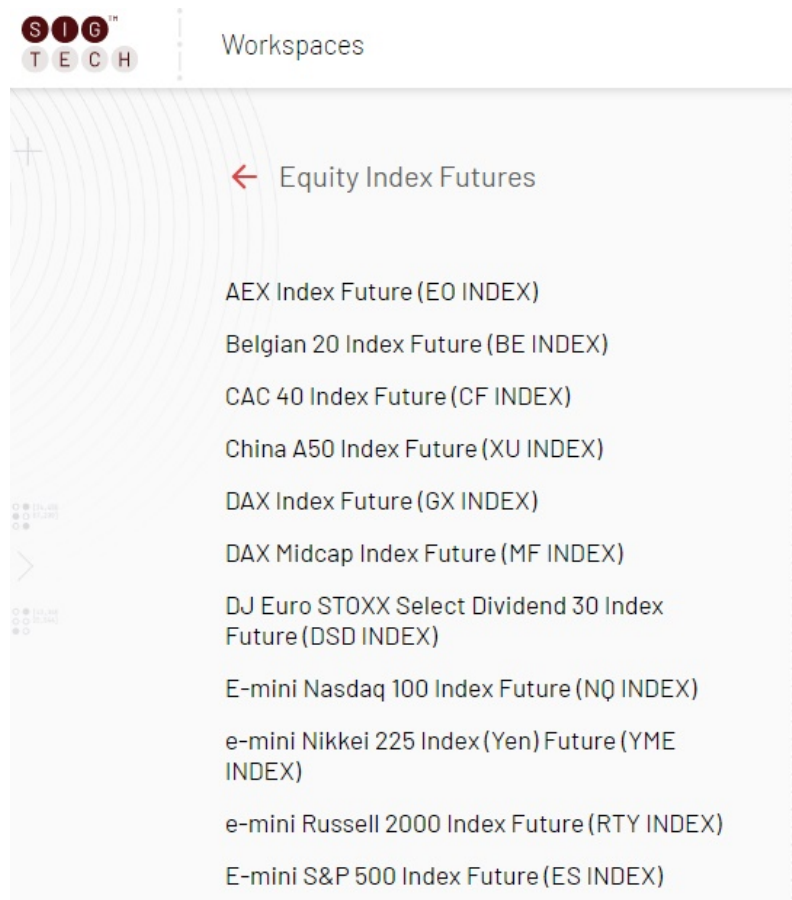 SIG™
TECH
Workspaces
← Equity Index Futures
AEX Index Future (EO INDEX)
Belgian 20 Index Future (BE INDEX)
CAC 40 Index Future (CF INDEX)
China A50 Index Future (XU INDEX)
DAX Index Future (GX INDEX)
DAX Midcap Index Future (MF INDEX)
DJ Euro STOXX Select Dividend 30 Index
Future (DSD INDEX)
E-mini Nasdaq 100 Index Future (NQ INDEX)
e-mini Nikkei 225 Index (Yen) Future (YME
INDEX)
e-mini Russell 2000 Index Future (RTY INDEX)
E-mini S&P 500 Index Future (ES INDEX)